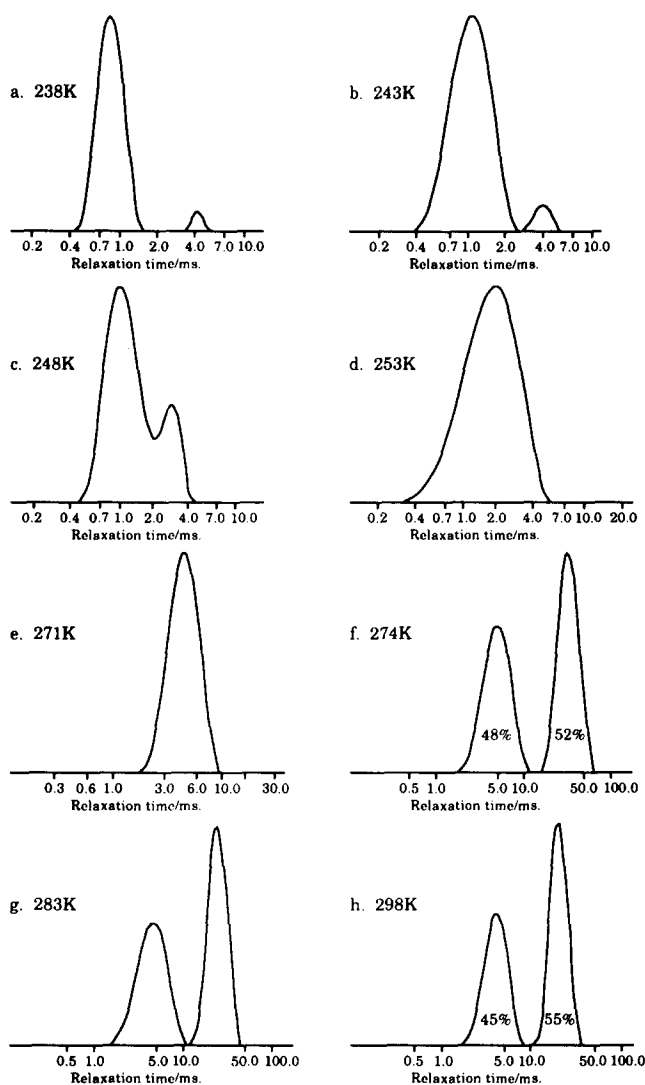 a. 238K
0.2 0.4 0.7 1.0 2.0 4.0 7.0 10.0
Relaxation time/ms.
b. 243K
0.2 0.4 0.7 1.0 2.0 4.0 7.0 10.0
Relaxation time/ms.
c. 248K
0.2 0.4 0.7 1.0 2.0 4.0 7.0 10.0
Relaxation time/ms.
d. 253K
0.2 0.4 0.7 1.0 2.0 4.0 7.0 10.0 20.0
Relaxation time/ms.
e. 271K
0.3 0.6 1.0 3.0 6.0 10.0 30.0
Relaxation time/ms.
f. 274K
48% 52%
0.5 1.0 5.0 10.0 50.0 100.0
Relaxation time/ms.
g. 283K
0.5 1.0 5.0 10.0 50.0 100.0
Relaxation time/ms.
h. 298K
45% 55%
0.5 1.0 5.0 10.0 50.0 100.0
Relaxation time/ms.